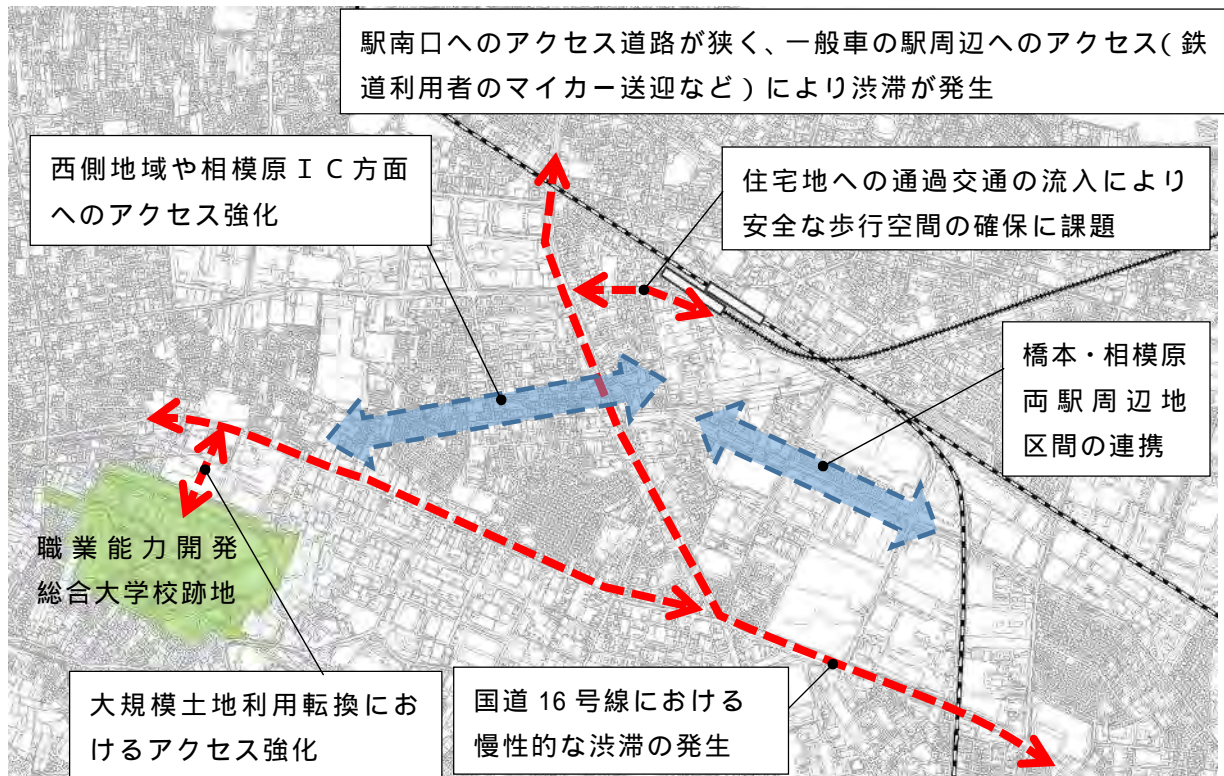 駅南口へのアクセス道路が狭く、一般車の駅周辺へのアクセス(鉄
道利用者のマイカー送迎など)により渋滞が発生
西側地域や相模原IC方面
へのアクセス強化
住宅地への通過交通の流入により
安全な歩行空間の確保に課題
橋本・相模原
両駅周辺地
区間の連携
職業能力開発
総合大学校跡地
大規模土地利用転換にお
けるアクセス強化
国道16号線における
慢性的な渋滞の発生